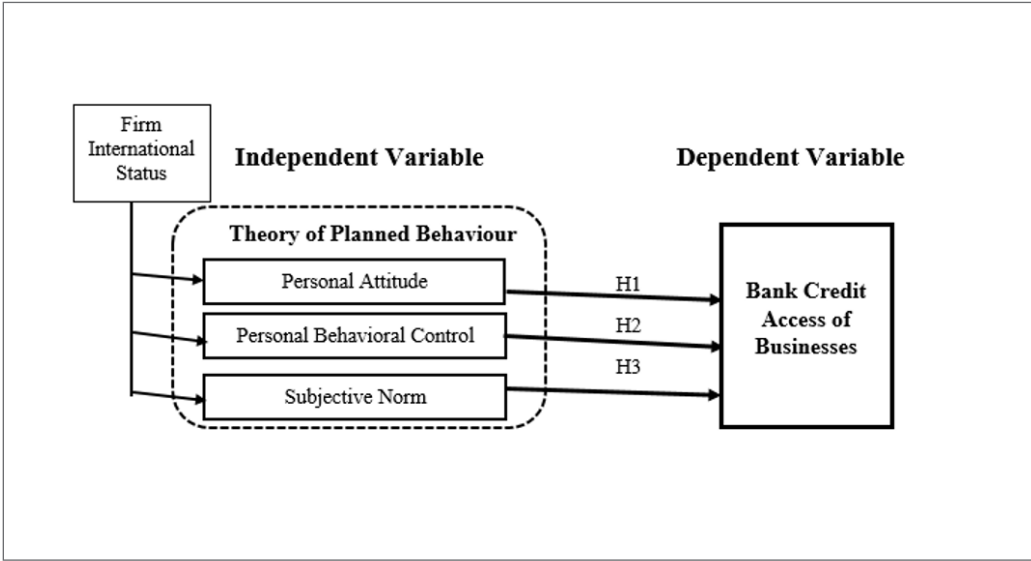 Firm
International
Status
Independent Variable
Dependent Variable
Theory of Planned Behaviour
Personal Attitude
Personal Behavioral Control
Subjective Norm
H1
H2
H3
Bank Credit
Access of
Businesses